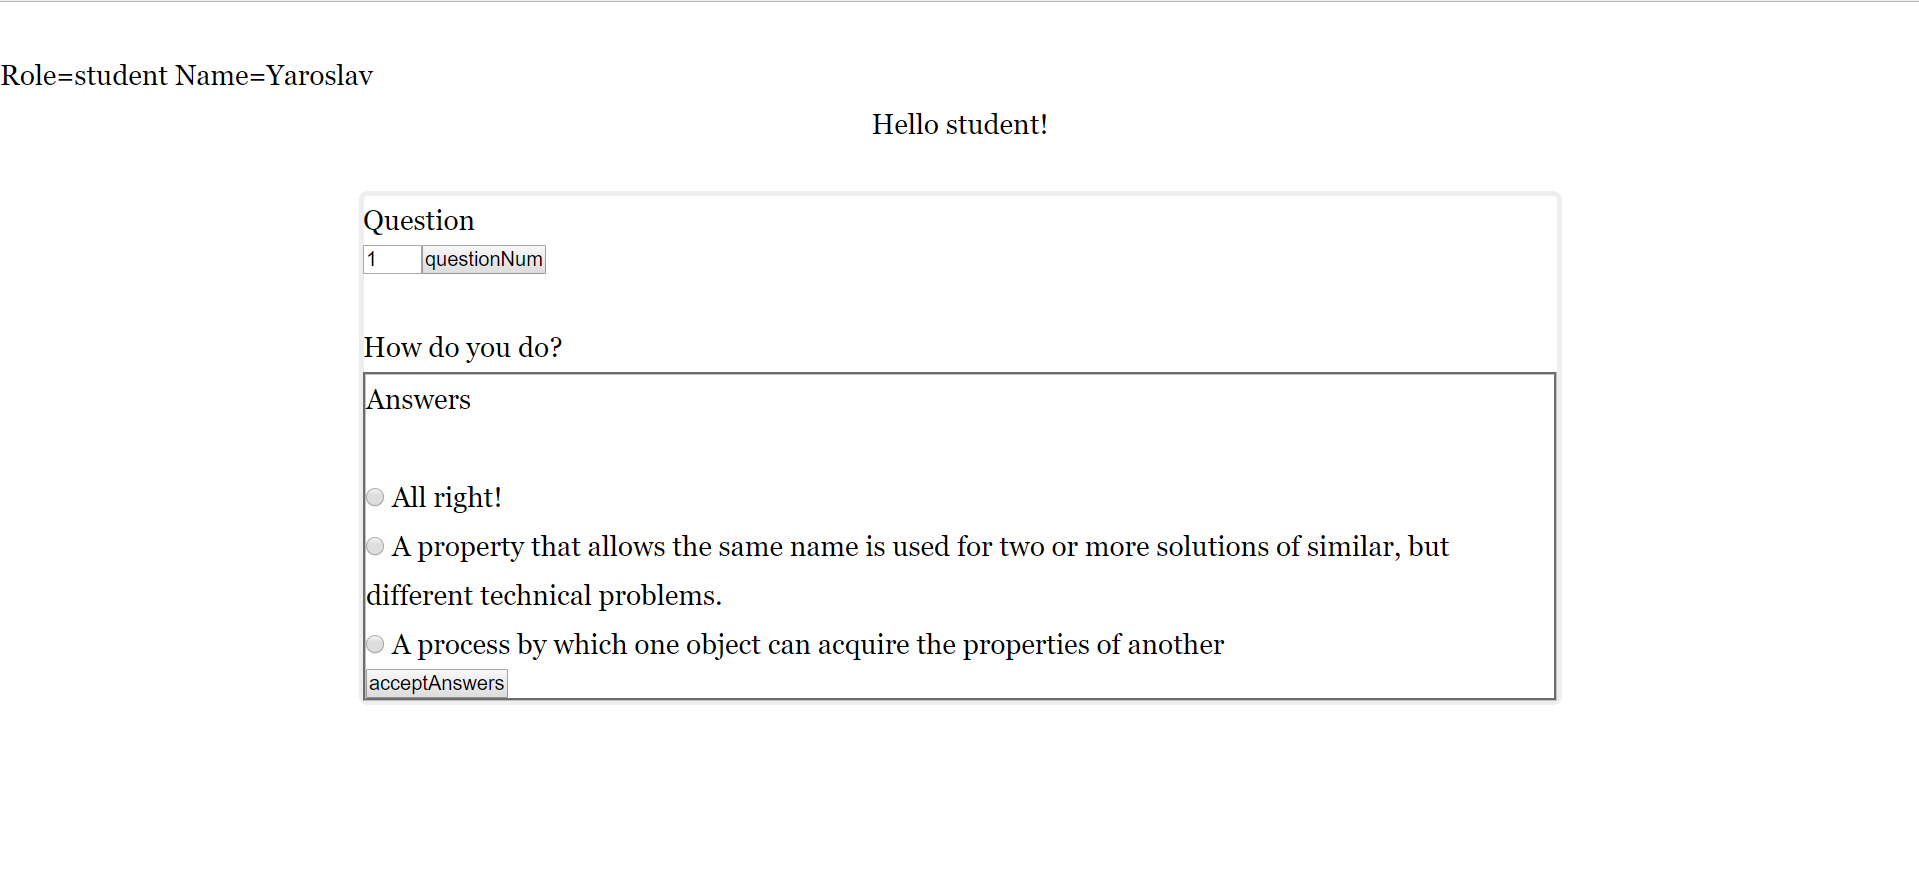 Role=student Name=Yaroslav
Hello student!
Question
1 questionNum
How do you do?
Answers
All right!
A property that allows the same name is used for two or more solutions of similar, but
different technical problems.
A process by which one object can acquire the properties of another
acceptAnswers